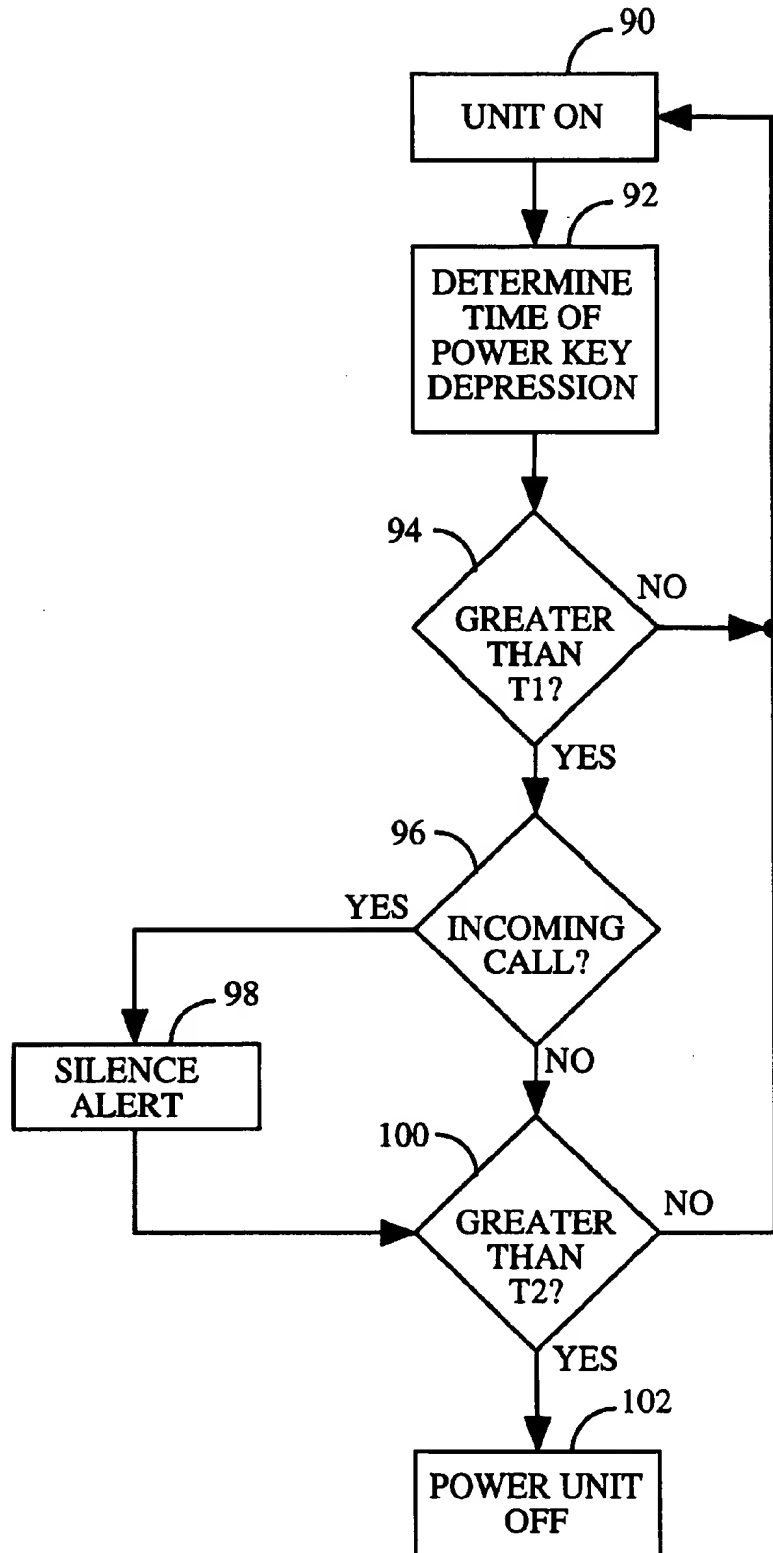 90
UNIT ON
92
DETERMINE
TIME OF
POWER KEY
DEPRESSION
94
NO
GREATER
THAN
T1?
YES
96
YES
INCOMING
CALL?
98
NO
SILENCE
ALERT
100
NO
GREATER
THAN
T2?
YES
102
POWER UNIT
OFF